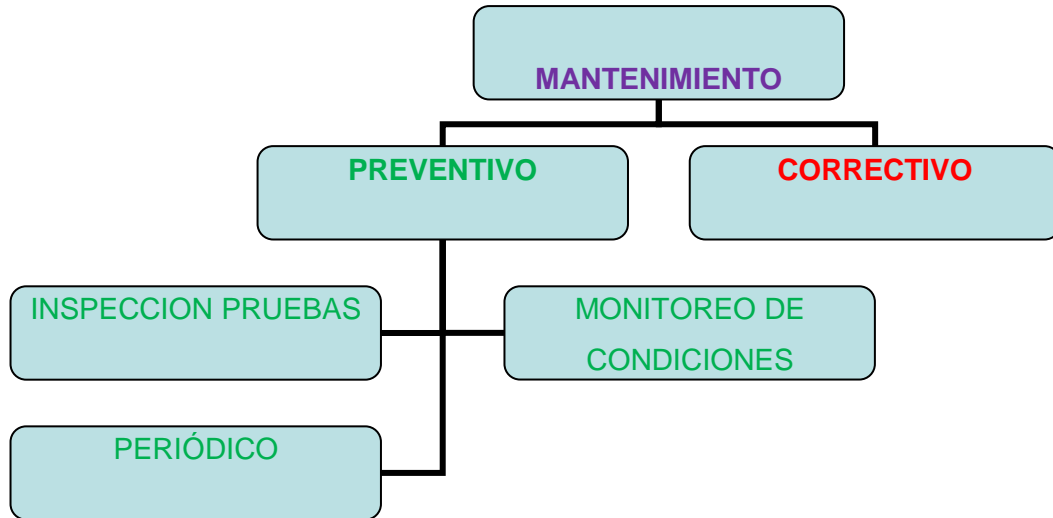 MANTENIMIENTO
PREVENTIVO
CORRECTIVO
INSPECCION PRUEBAS
MONITOREO DE
CONDICIONES
PERIÓDICO